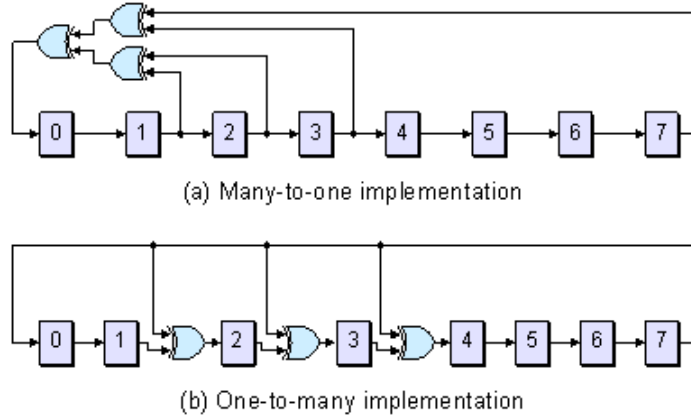 0 1 2 3 4 5 6 7
(a) Many-to-one implementation
0 1 2 3 4 5 6 7
(b) One-to-many implementation